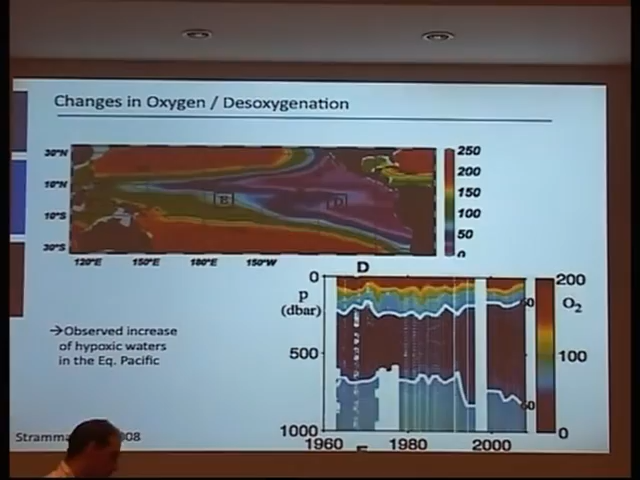 Changes in Oxygen / Desoxygenation
30°N
10°N
10°S
30°S
120°E 150°E 180°E 150°W
E
D
250
200
150
100
50
0
D
p
(dbar)
0
500
1000
1960 1980 2000
60
60
200
O₂
100
0
→Observed increase
of hypoxic waters
in the Eq. Pacific
08